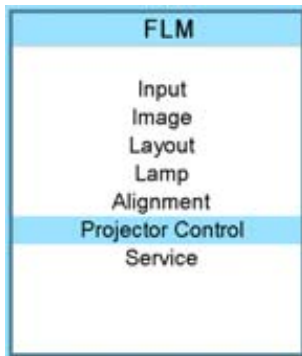 FLM
Input
Image
Layout
Lamp
Alignment
Projector Control
Service